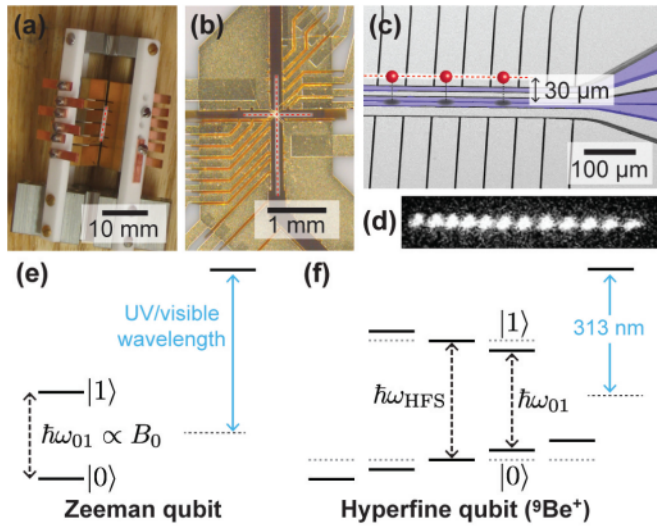 (a)
10 mm
(b)
1 mm
(c)
30 µm
100 µm
(d)
(e)
UV/visible
wavelength
|1⟩
ℏω01 ∝ B0
|0⟩
Zeeman qubit
(f)
|1⟩
313 nm
ℏωHFS
ℏω01
|0⟩
Hyperfine qubit (⁹Be⁺)